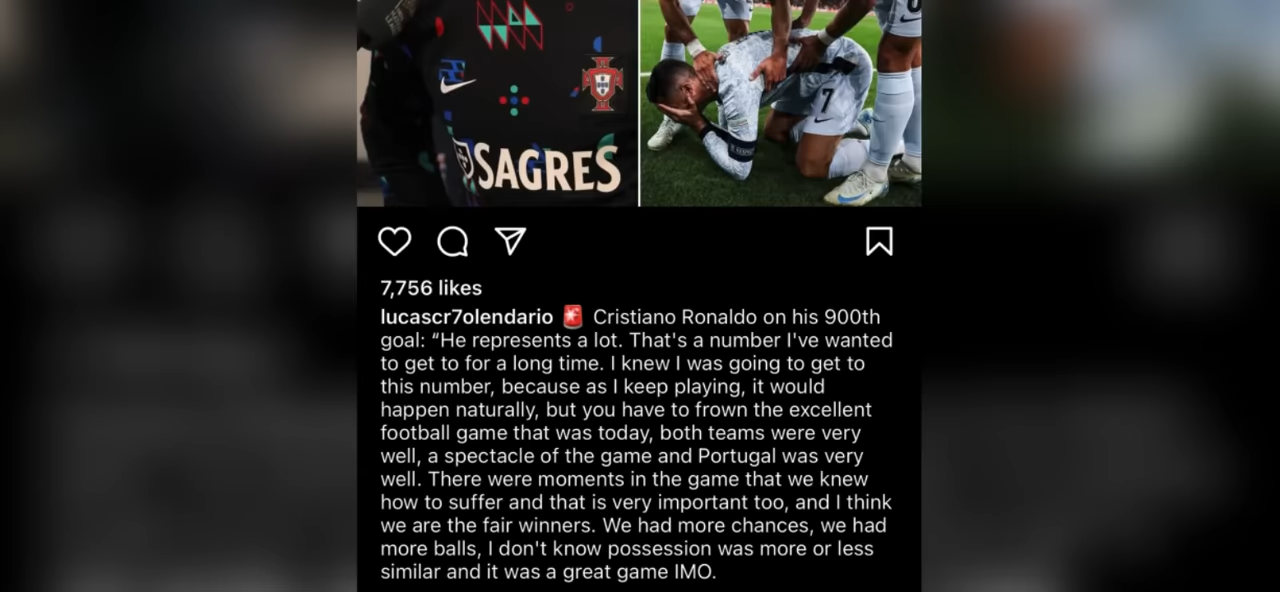 SAGRES
7
7,756 likes
lucascr7olendario 🚨 Cristiano Ronaldo on his 900th
goal: “He represents a lot. That's a number I've wanted
to get to for a long time. I knew I was going to get to
this number, because as I keep playing, it would
happen naturally, but you have to frown the excellent
football game that was today, both teams were very
well, a spectacle of the game and Portugal was very
well. There were moments in the game that we knew
how to suffer and that is very important too, and I think
we are the fair winners. We had more chances, we had
more balls, I don't know possession was more or less
similar and it was a great game IMO.